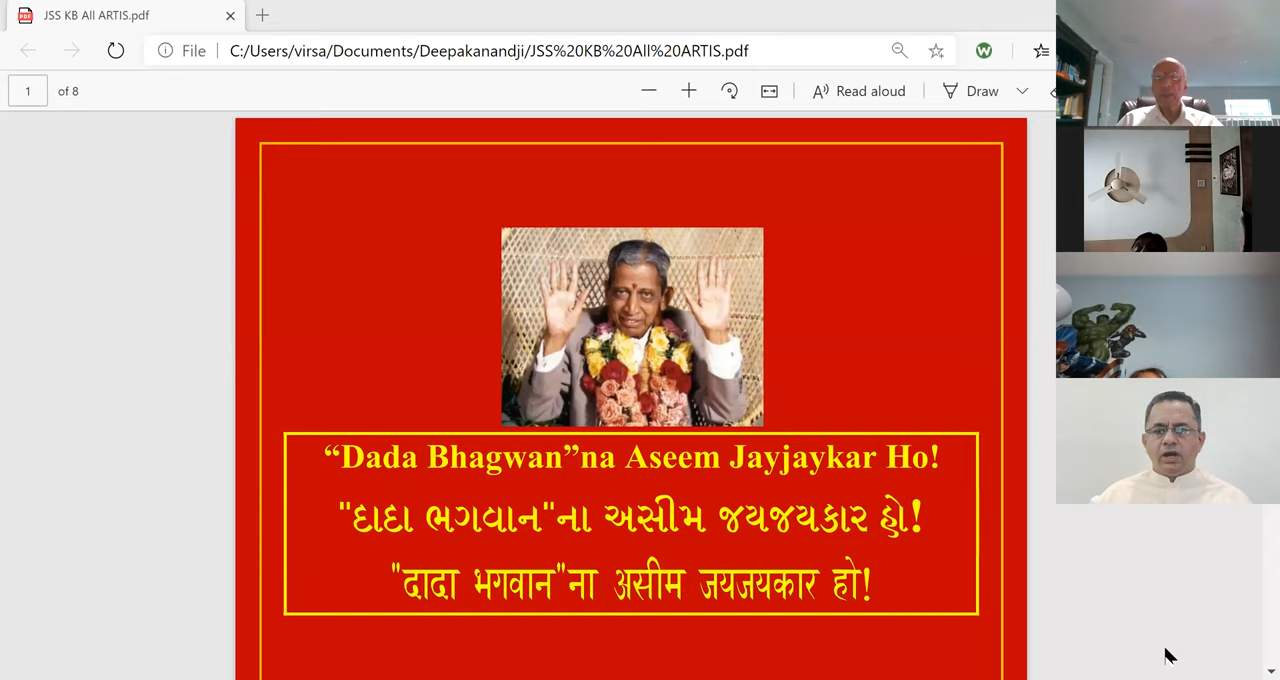 JSS KB All ARTIS.pdf
File C:/Users/virsa/Documents/Deepakanandji/JSS%20KB%20All%20ARTIS.pdf
1 of 8 Read aloud Draw
“Dada Bhagwan”na Aseem Jayjaykar Ho!
"દાદા ભગવાન"ના અસીમ જયજયકાર હો!
"दादा भगवान"ना असीम जयजयकार हो!